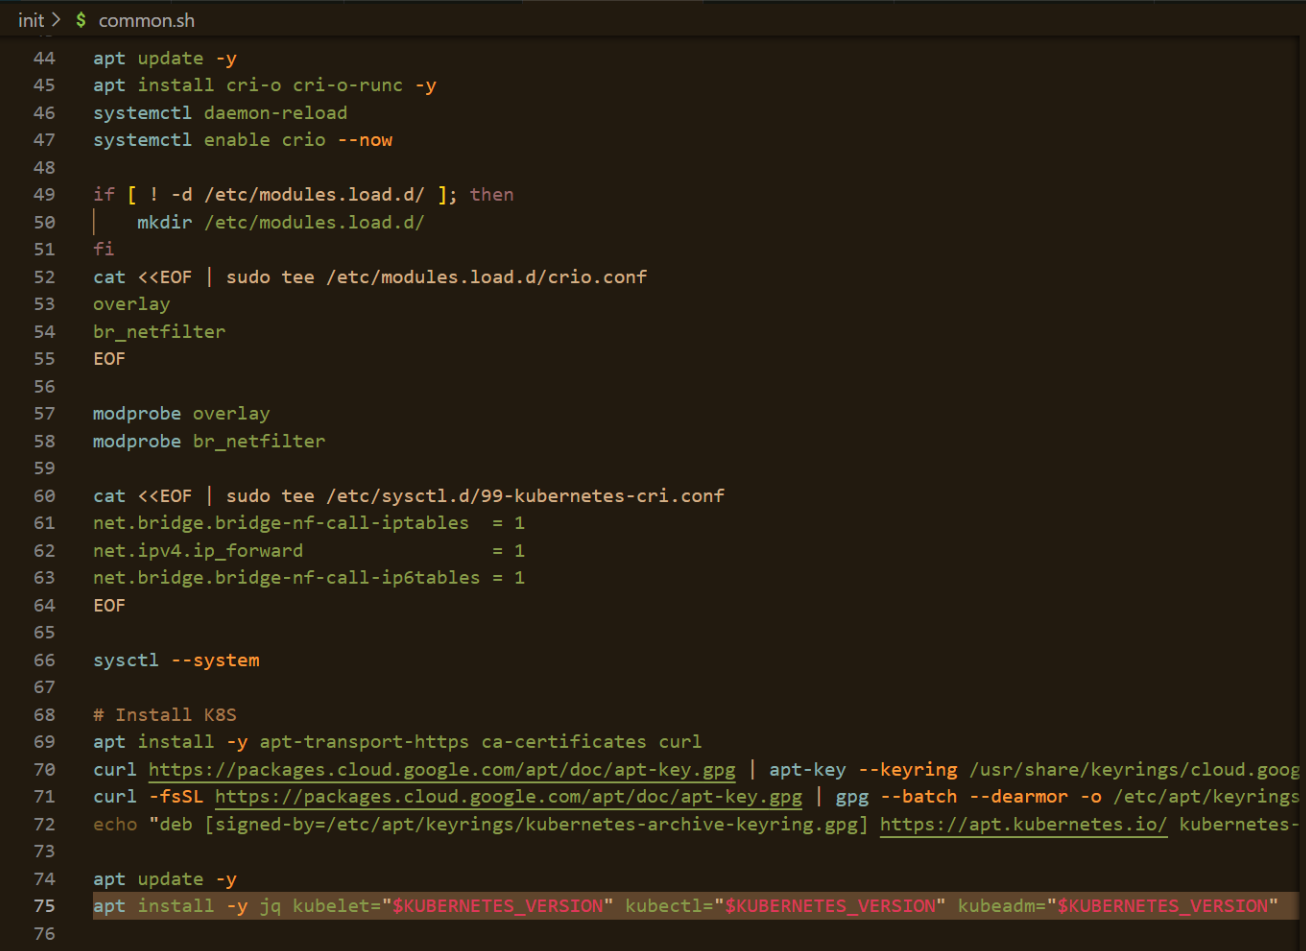 init > $ common.sh
44 apt update -y
45 apt install cri-o cri-o-runc -y
46 systemctl daemon-reload
47 systemctl enable crio --now
48
49 if [ ! -d /etc/modules.load.d/ ]; then
50     mkdir /etc/modules.load.d/
51 fi
52 cat <<EOF | sudo tee /etc/modules.load.d/crio.conf
53 overlay
54 br_netfilter
55 EOF
56
57 modprobe overlay
58 modprobe br_netfilter
59
60 cat <<EOF | sudo tee /etc/sysctl.d/99-kubernetes-cri.conf
61 net.bridge.bridge-nf-call-iptables  = 1
62 net.ipv4.ip_forward                 = 1
63 net.bridge.bridge-nf-call-ip6tables = 1
64 EOF
65
66 sysctl --system
67
68 # Install K8S
69 apt install -y apt-transport-https ca-certificates curl
70 curl https://packages.cloud.google.com/apt/doc/apt-key.gpg | apt-key --keyring /usr/share/keyrings/cloud.goog
71 curl -fsSL https://packages.cloud.google.com/apt/doc/apt-key.gpg | gpg --batch --dearmor -o /etc/apt/keyrings
72 echo "deb [signed-by=/etc/apt/keyrings/kubernetes-archive-keyring.gpg] https://apt.kubernetes.io/ kubernetes-
73
74 apt update -y
75 apt install -y jq kubelet="$KUBERNETES_VERSION" kubectl="$KUBERNETES_VERSION" kubeadm="$KUBERNETES_VERSION"
76